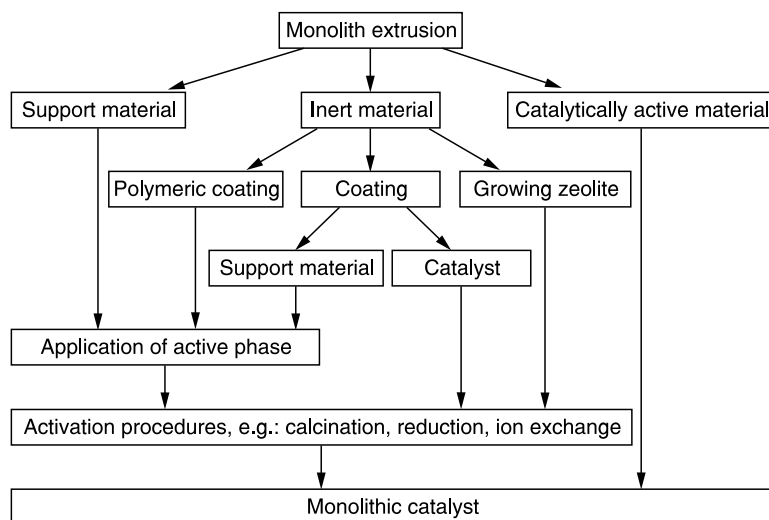 Monolith extrusion
Support material
Inert material
Catalytically active material
Polymeric coating
Coating
Growing zeolite
Support material
Catalyst
Application of active phase
Activation procedures, e.g.: calcination, reduction, ion exchange
Monolithic catalyst